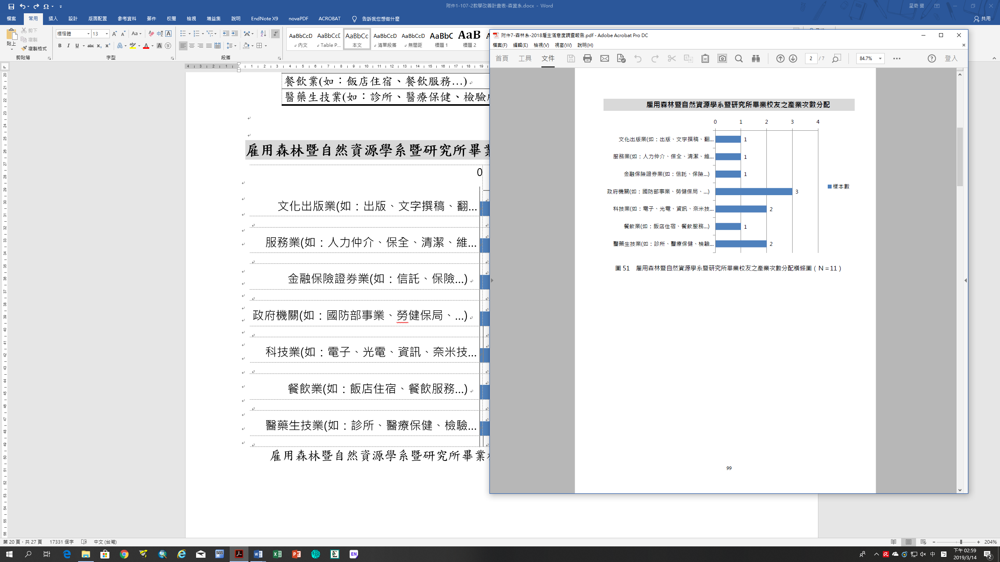 附件1-107-2教學改善計畫表-森資系.docx - Word
呈奇 蔡
檔案 常用 插入 設計 版面配置 參考資料 郵件 校閱 檢視 增益集 說明 EndNote X9 novaPDF ACROBAT 告訴我您想做什麼 共用
貼上 剪下 複製 複製格式
標楷體 13
AaBbCcD AaBbCcI AaBbCc AaBbCcD AaBbCcD AaBbC AaB
內文 Table P... 本文 清單段落 無間距 標題 1 標題 2
剪貼簿 字型 段落
餐飲業(如：飯店住宿、餐飲服務…)
醫藥生技業(如：診所、醫療保健、檢驗
雇用森林暨自然資源學系暨研究所畢業
0
文化出版業(如：出版、文字撰稿、翻...
服務業(如：人力仲介、保全、清潔、維...
金融保險證券業(如：信託、保險...)
政府機關(如：國防部事業、勞健保局、...)
科技業(如：電子、光電、資訊、奈米技...
餐飲業(如：飯店住宿、餐飲服務...)
醫藥生技業(如：診所、醫療保健、檢驗...
雇用森林暨自然資源學系暨研究所畢業
附件7-森林系-2018雇主滿意度調查報告.pdf - Adobe Acrobat Pro DC
檔案(F) 編輯(E) 檢視(V) 視窗(W) 說明(H)
首頁 工具 文件 2 / 7 84.7% 登入
雇用森林暨自然資源學系暨研究所畢業校友之產業次數分配
0 1 2 3 4
文化出版業(如：出版、文字撰稿、翻... 1
服務業(如：人力仲介、保全、清潔、維... 1
金融保險證券業(如：信託、保險...) 1
政府機關(如：國防部事業、勞健保局、...) 3
樣本數
科技業(如：電子、光電、資訊、奈米技... 2
餐飲業(如：飯店住宿、餐飲服務...) 1
醫藥生技業(如：診所、醫療保健、檢驗... 2
圖 51 雇用森林暨自然資源學系暨研究所畢業校友之產業次數分配橫條圖（N＝11）
99
第 20 頁，共 27 頁 17331 個字 中文 (台灣) 204%
下午 02:59
2019/3/14